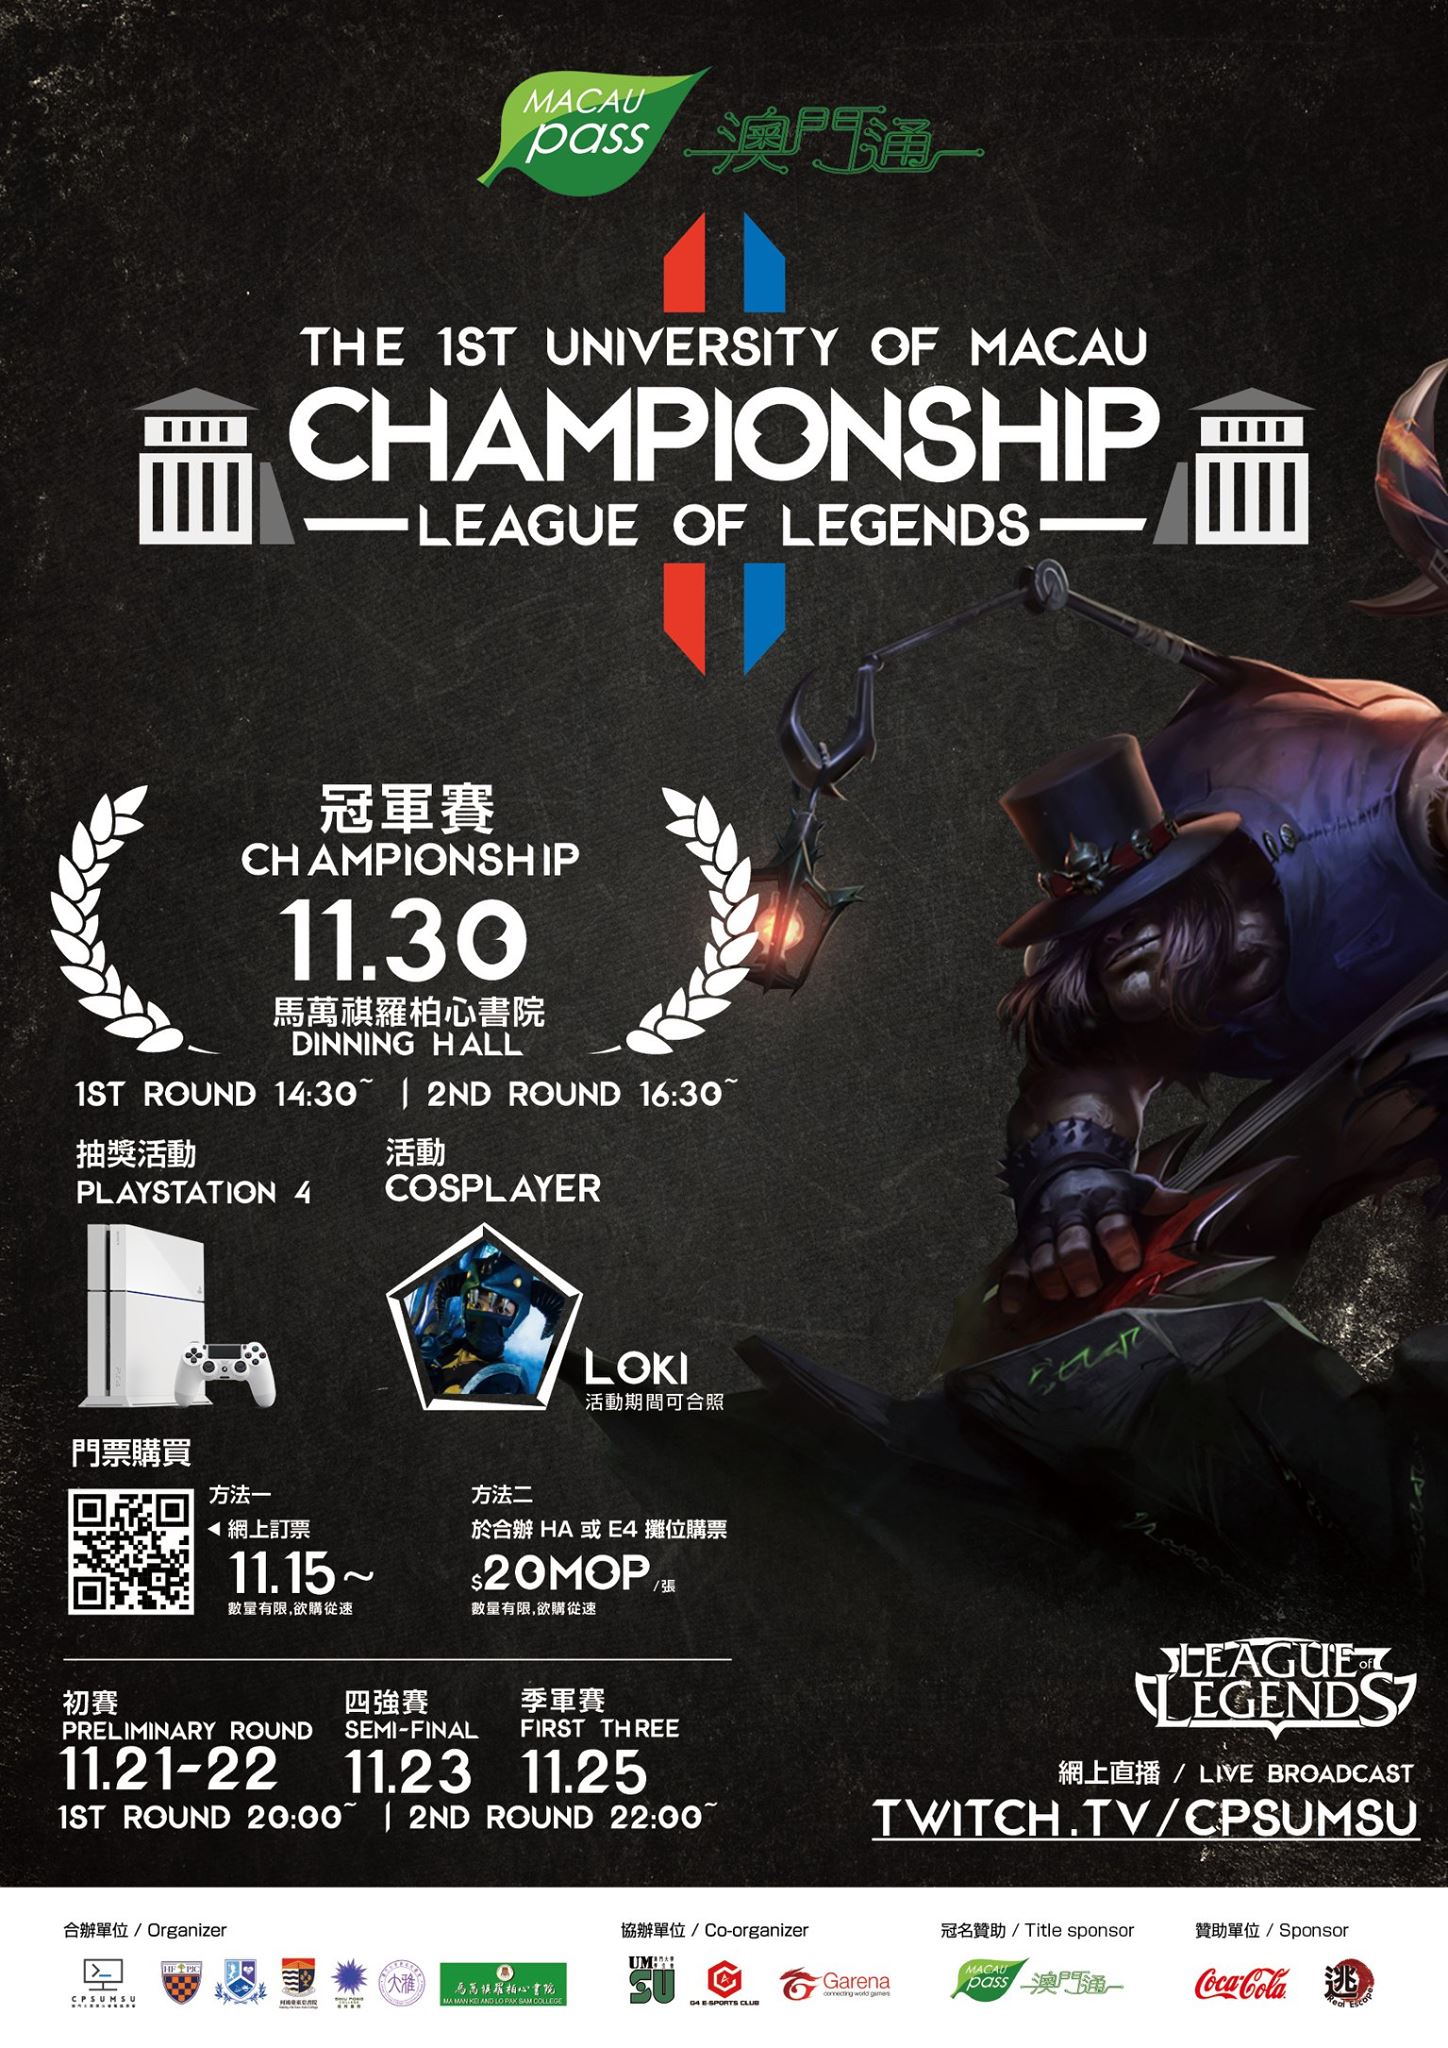 MACAU
pass 澳門通
THE 1ST UNIVERSITY OF MACAU
CHAMPIONSHIP
LEAGUE OF LEGENDS
冠軍賽
CHAMPIONSHIP
11.30
馬萬祺羅柏心書院
DINNING HALL
1ST ROUND 14:30~ | 2ND ROUND 16:30~
抽獎活動 活動
PLAYSTATION 4 COSPLAYER
LOKI
活動期間可合照
門票購買
方法一 方法二
網上訂票 於合辦 HA 或 E4 攤位購票
11.15~ $20MOP/張
數量有限,欲購從速 數量有限,欲購從速
初賽 四強賽 季軍賽
PRELIMINARY ROUND SEMI-FINAL FIRST THREE
11.21-22 11.23 11.25
1ST ROUND 20:00~ | 2ND ROUND 22:00~
LEAGUE of
LEGENDS
網上直播 / LIVE BROADCAST
TWITCH.TV/CPSUMSU
合辦單位 / Organizer 協辦單位 / Co-organizer 冠名贊助 / Title sponsor 贊助單位 / Sponsor
CPSUMSU
HF PJC
大雅
馬萬祺羅柏心書院
MA MAN KEI AND LO PAK SAM COLLEGE
UM
SU
G4 E-SPORTS CLUB
Garena
connecting world gamers
MACAU
pass 澳門通
Coca-Cola
逃
Real Escape